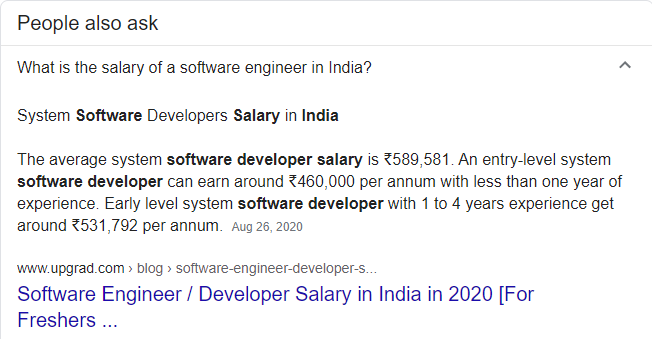 People also ask
What is the salary of a software engineer in India?
System Software Developers Salary in India
The average system software developer salary is ₹589,581. An entry-level system
software developer can earn around ₹460,000 per annum with less than one year of
experience. Early level system software developer with 1 to 4 years experience get
around ₹531,792 per annum. Aug 26, 2020
www.upgrad.com › blog › software-engineer-developer-s...
Software Engineer / Developer Salary in India in 2020 [For
Freshers ...